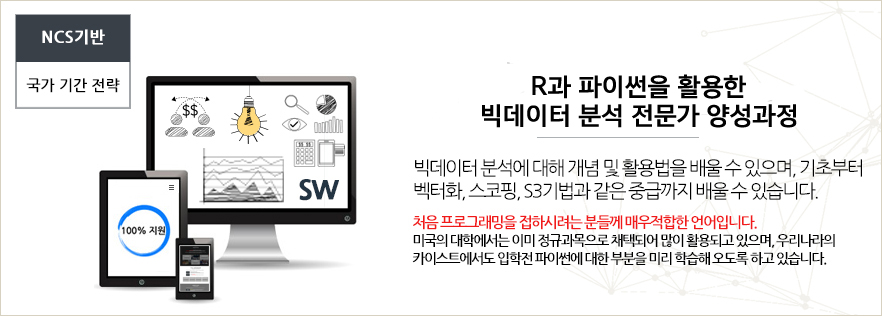 NCS기반
국가 기간 전략
$$
SW
100% 지원
R과 파이썬을 활용한
빅데이터 분석 전문가 양성과정
빅데이터 분석에 대해 개념 및 활용법을 배울 수 있으며, 기초부터
벡터화, 스코핑, S3기법과 같은 중급까지 배울 수 있습니다.
처음 프로그래밍을 접하시려는 분들께 매우적합한 언어입니다.
미국의 대학에서는 이미 정규과목으로 채택되어 많이 활용되고 있으며, 우리나라의
카이스트에서도 입학전 파이썬에 대한 부분을 미리 학습해 오도록 하고 있습니다.